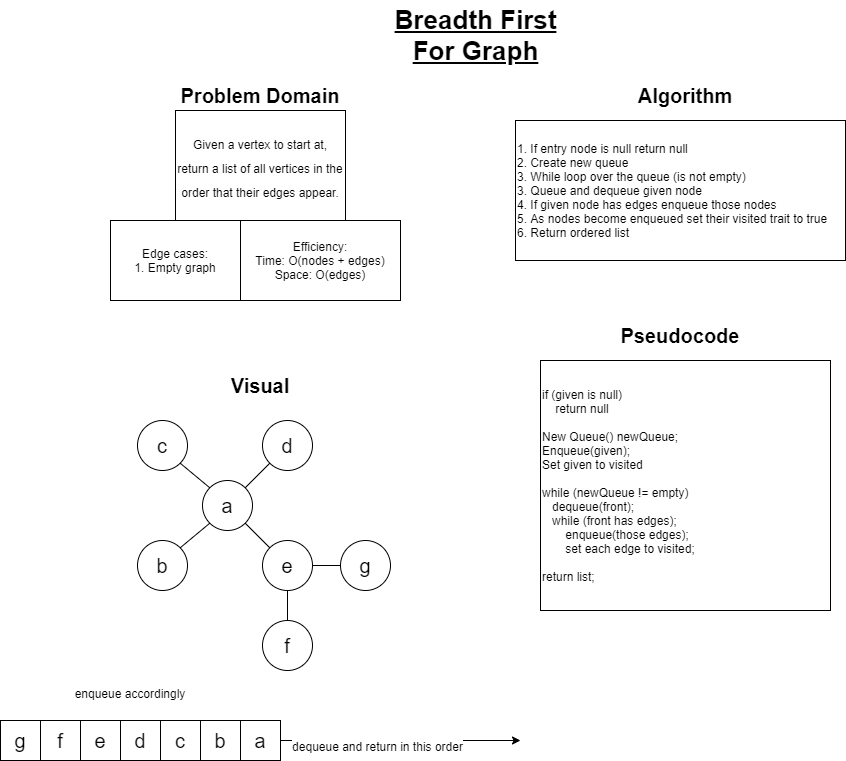 Breadth First
For Graph
Problem Domain
Given a vertex to start at,
return a list of all vertices in the
order that their edges appear.
Edge cases:
1. Empty graph
Efficiency:
Time: O(nodes + edges)
Space: O(edges)
Algorithm
1. If entry node is null return null
2. Create new queue
3. While loop over the queue (is not empty)
3. Queue and dequeue given node
4. If given node has edges enqueue those nodes
5. As nodes become enqueued set their visited trait to true
6. Return ordered list
Pseudocode
if (given is null)
return null
New Queue() newQueue;
Enqueue(given);
Set given to visited
while (newQueue != empty)
dequeue(front);
while (front has edges);
enqueue(those edges);
set each edge to visited;
return list;
Visual
c
d
a
b
e
g
f
enqueue accordingly
g f e d c b a
dequeue and return in this order